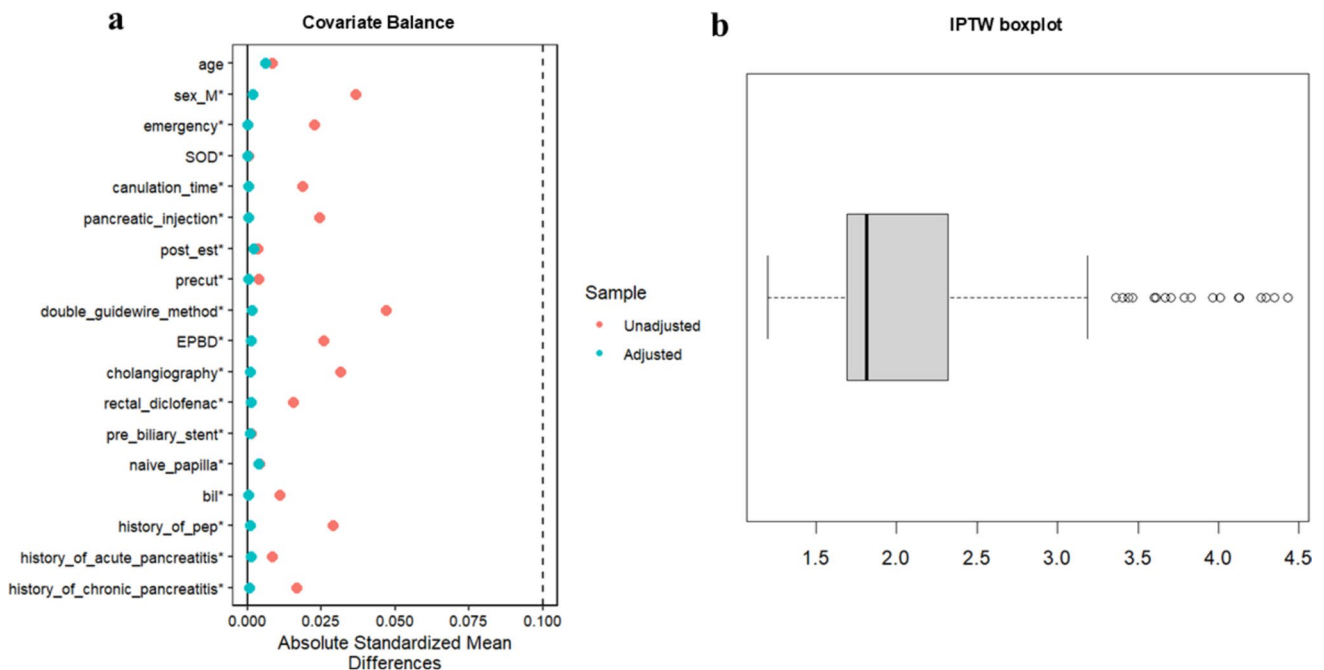 a
Covariate Balance
age
sex_M*
emergency*
SOD*
canulation_time*
pancreatic_injection*
post_est*
precut*
double_guidewire_method*
EPBD*
cholangiography*
rectal_diclofenac*
pre_biliary_stent*
naive_papilla*
bil*
history_of_pep*
history_of_acute_pancreatitis*
history_of_chronic_pancreatitis*
0.000 0.025 0.050 0.075 0.100
Absolute Standardized Mean
Differences
Sample
Unadjusted
Adjusted
b
IPTW boxplot
1.5 2.0 2.5 3.0 3.5 4.0 4.5